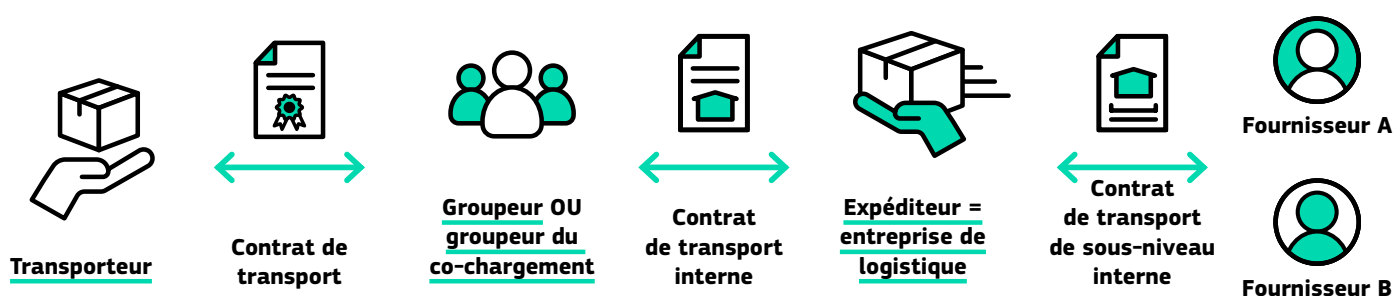 Transporteur
Contrat de
transport
Groupeur OU
groupeur du
co-chargement
Contrat
de transport
interne
Expéditeur =
entreprise de
logistique
Contrat
de transport
de sous-niveau
interne
Fournisseur A
Fournisseur B